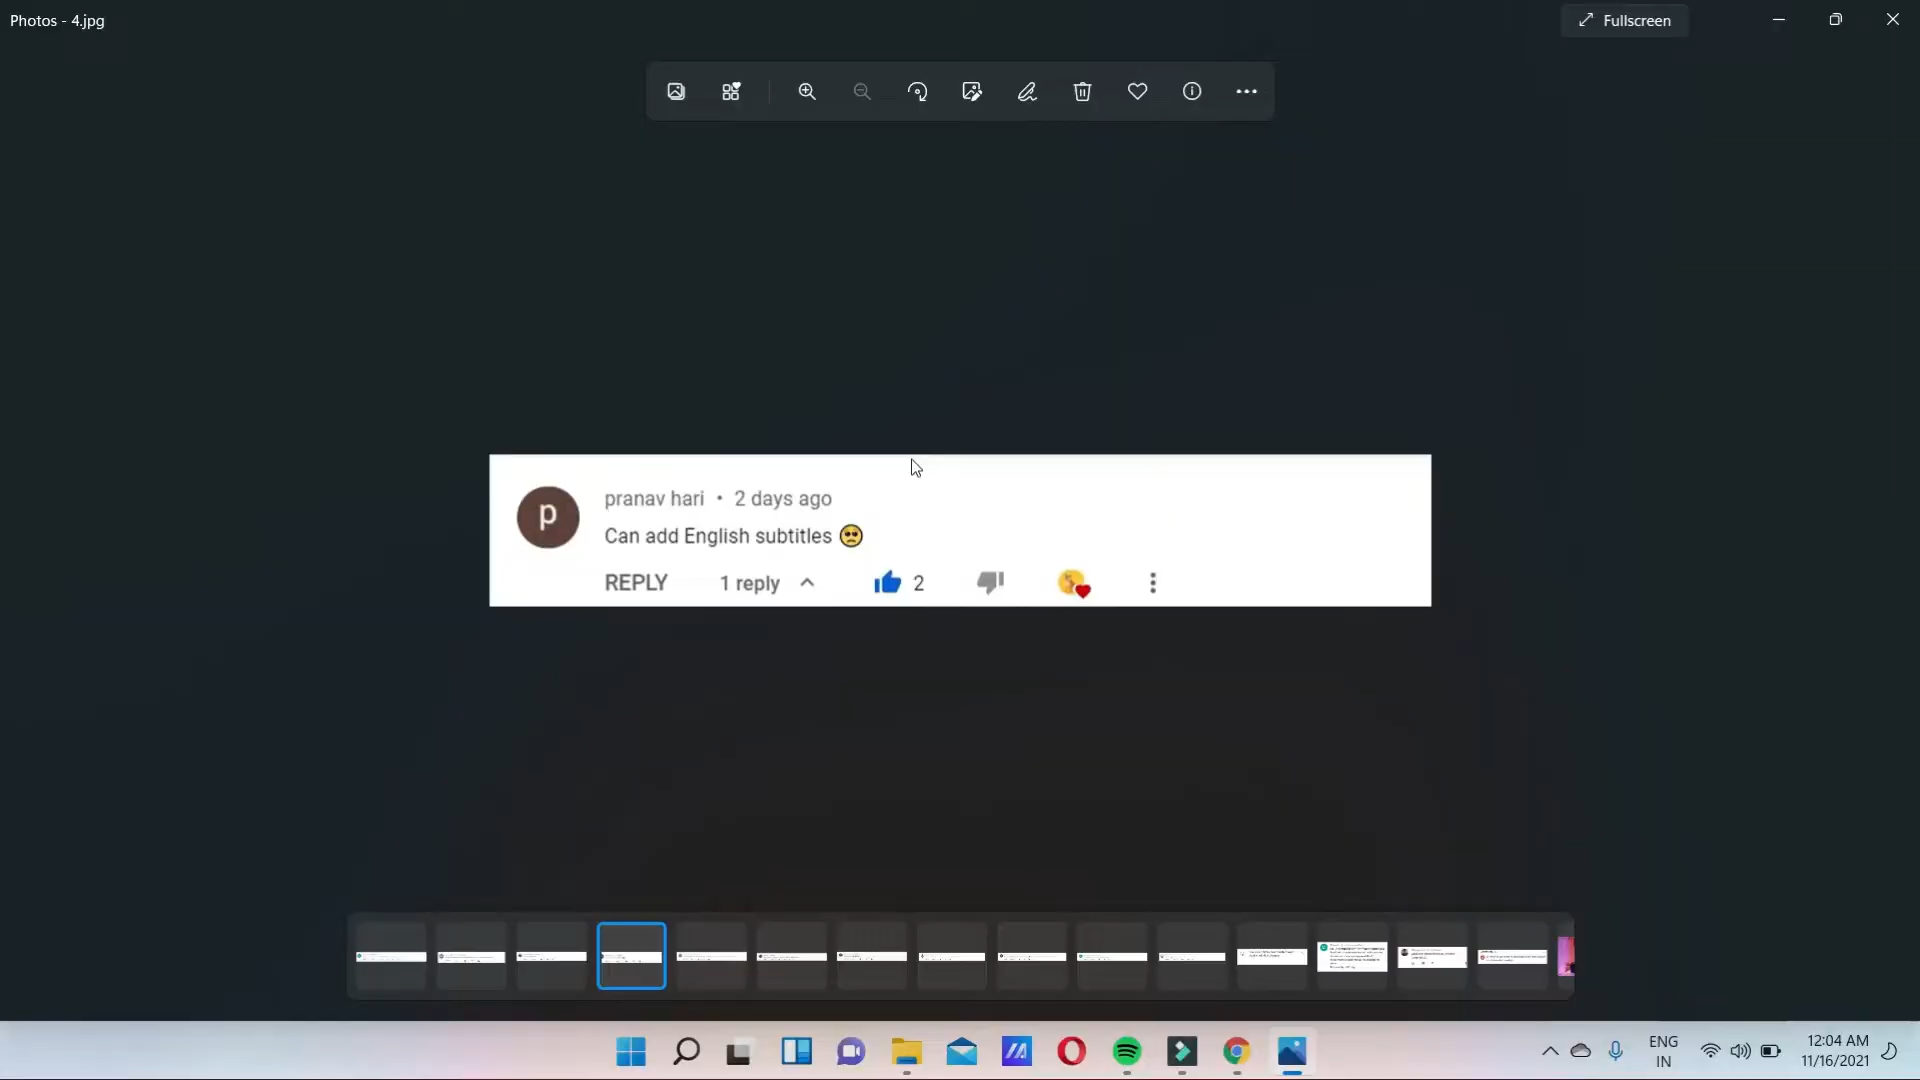 Photos - 4.jpg
Fullscreen
p
pranav hari • 2 days ago
Can add English subtitles 🥺
REPLY 1 reply 2
ENG
IN
12:04 AM
11/16/2021